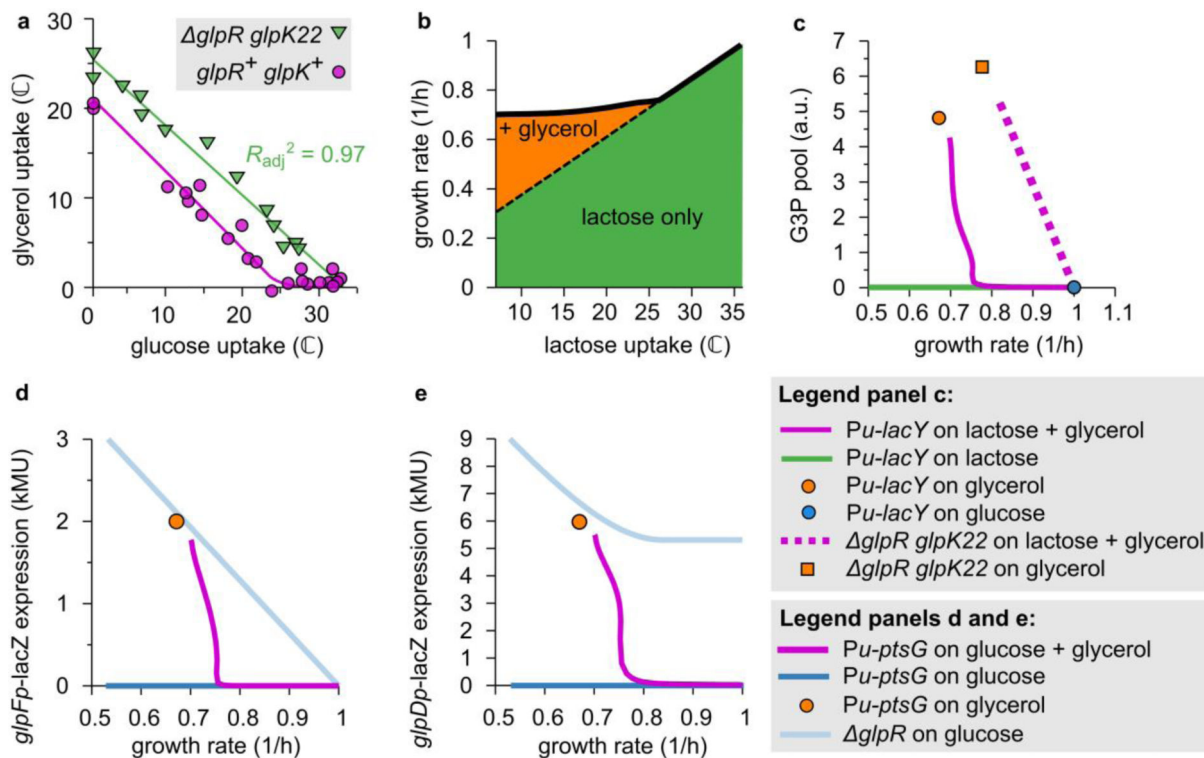 a
30
20
10
0
glycerol uptake (ℂ)
ΔglpR glpK22
glpR⁺ glpK⁺
R_adj² = 0.97
0
10
20
30
glucose uptake (ℂ)
b
1
0.8
0.6
0.4
0.2
0
growth rate (1/h)
+ glycerol
lactose only
10 15 20 25 30 35
lactose uptake (ℂ)
c
7
6
5
4
3
2
1
0
G3P pool (a.u.)
0.5 0.6 0.7 0.8 0.9 1 1.1
growth rate (1/h)
d
3
2
1
0
glpFp-lacZ expression (kMU)
0.5 0.6 0.7 0.8 0.9 1
growth rate (1/h)
e
9
8
7
6
5
4
3
2
1
0
glpDp-lacZ expression (kMU)
0.5 0.6 0.7 0.8 0.9 1
growth rate (1/h)
Legend panel c:
Pu-lacY on lactose + glycerol
Pu-lacY on lactose
Pu-lacY on glycerol
Pu-lacY on glucose
ΔglpR glpK22 on lactose + glycerol
ΔglpR glpK22 on glycerol
Legend panels d and e:
Pu-ptsG on glucose + glycerol
Pu-ptsG on glucose
Pu-ptsG on glycerol
ΔglpR on glucose